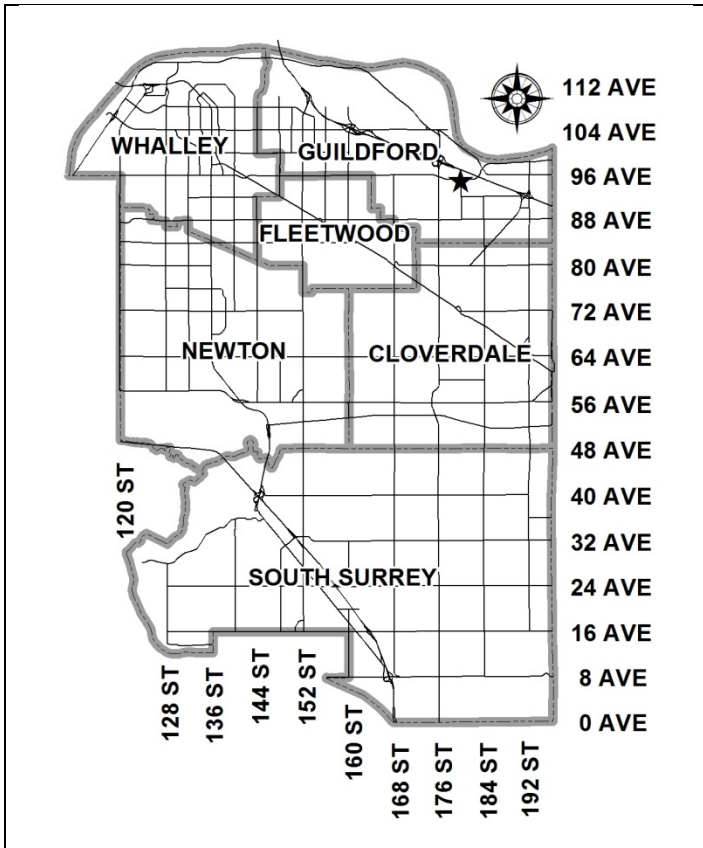 112 AVE
104 AVE
WHALLEY
GUILDFORD
96 AVE
88 AVE
FLEETWOOD
80 AVE
72 AVE
NEWTON
CLOVERDALE
64 AVE
56 AVE
48 AVE
120 ST
40 AVE
32 AVE
SOUTH SURREY
24 AVE
16 AVE
128 ST
136 ST
144 ST
152 ST
160 ST
8 AVE
0 AVE
168 ST
176 ST
184 ST
192 ST